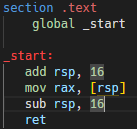 section .text
global _start
_start:
add rsp, 16
mov rax, [rsp]
sub rsp, 16
ret